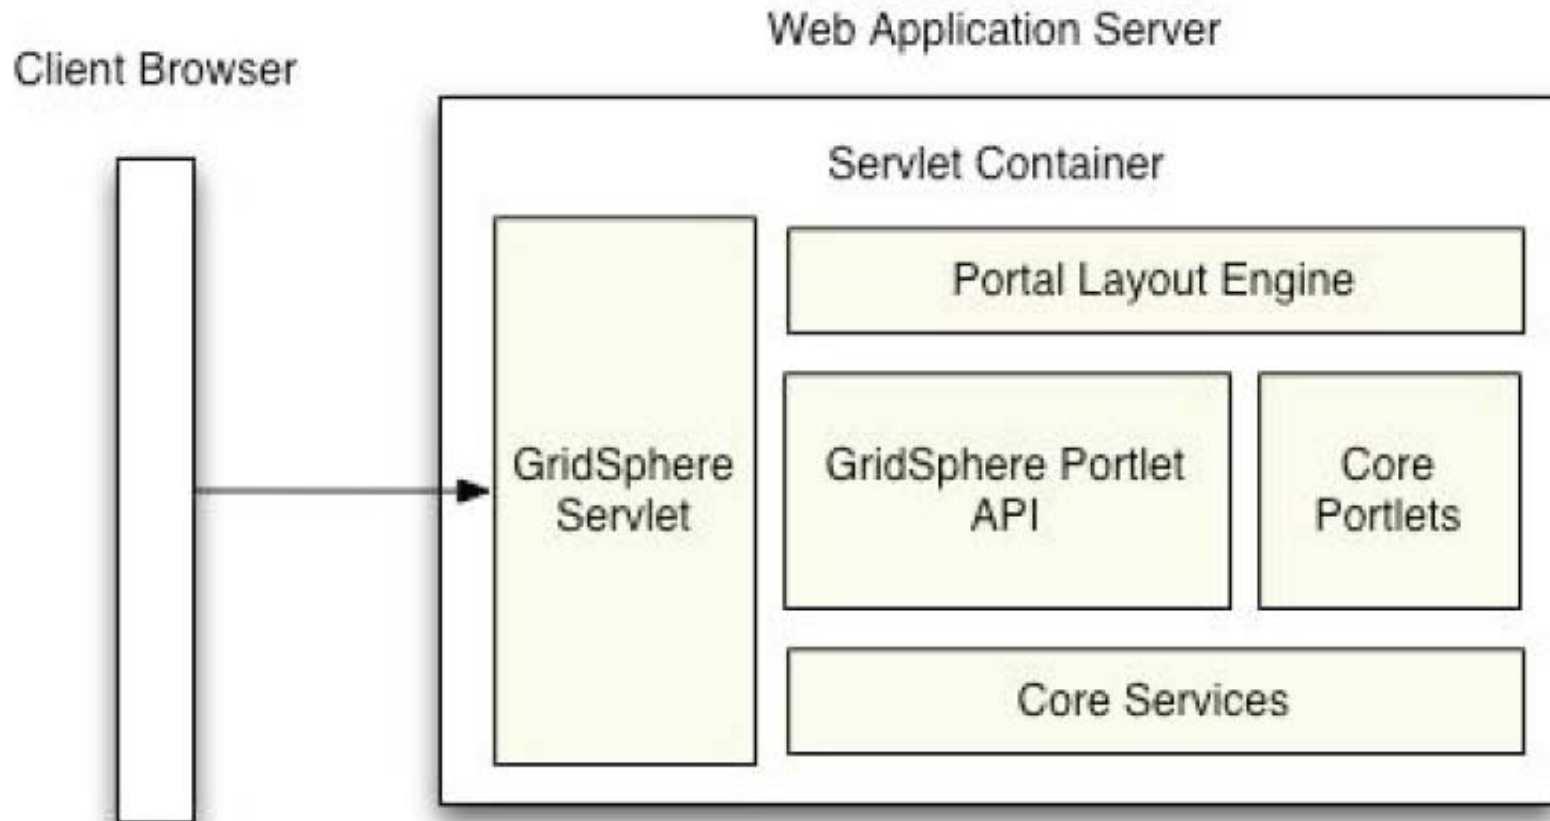 Web Application Server
Client Browser
Servlet Container
Portal Layout Engine
GridSphere
Servlet
GridSphere Portlet
API
Core
Portlets
Core Services